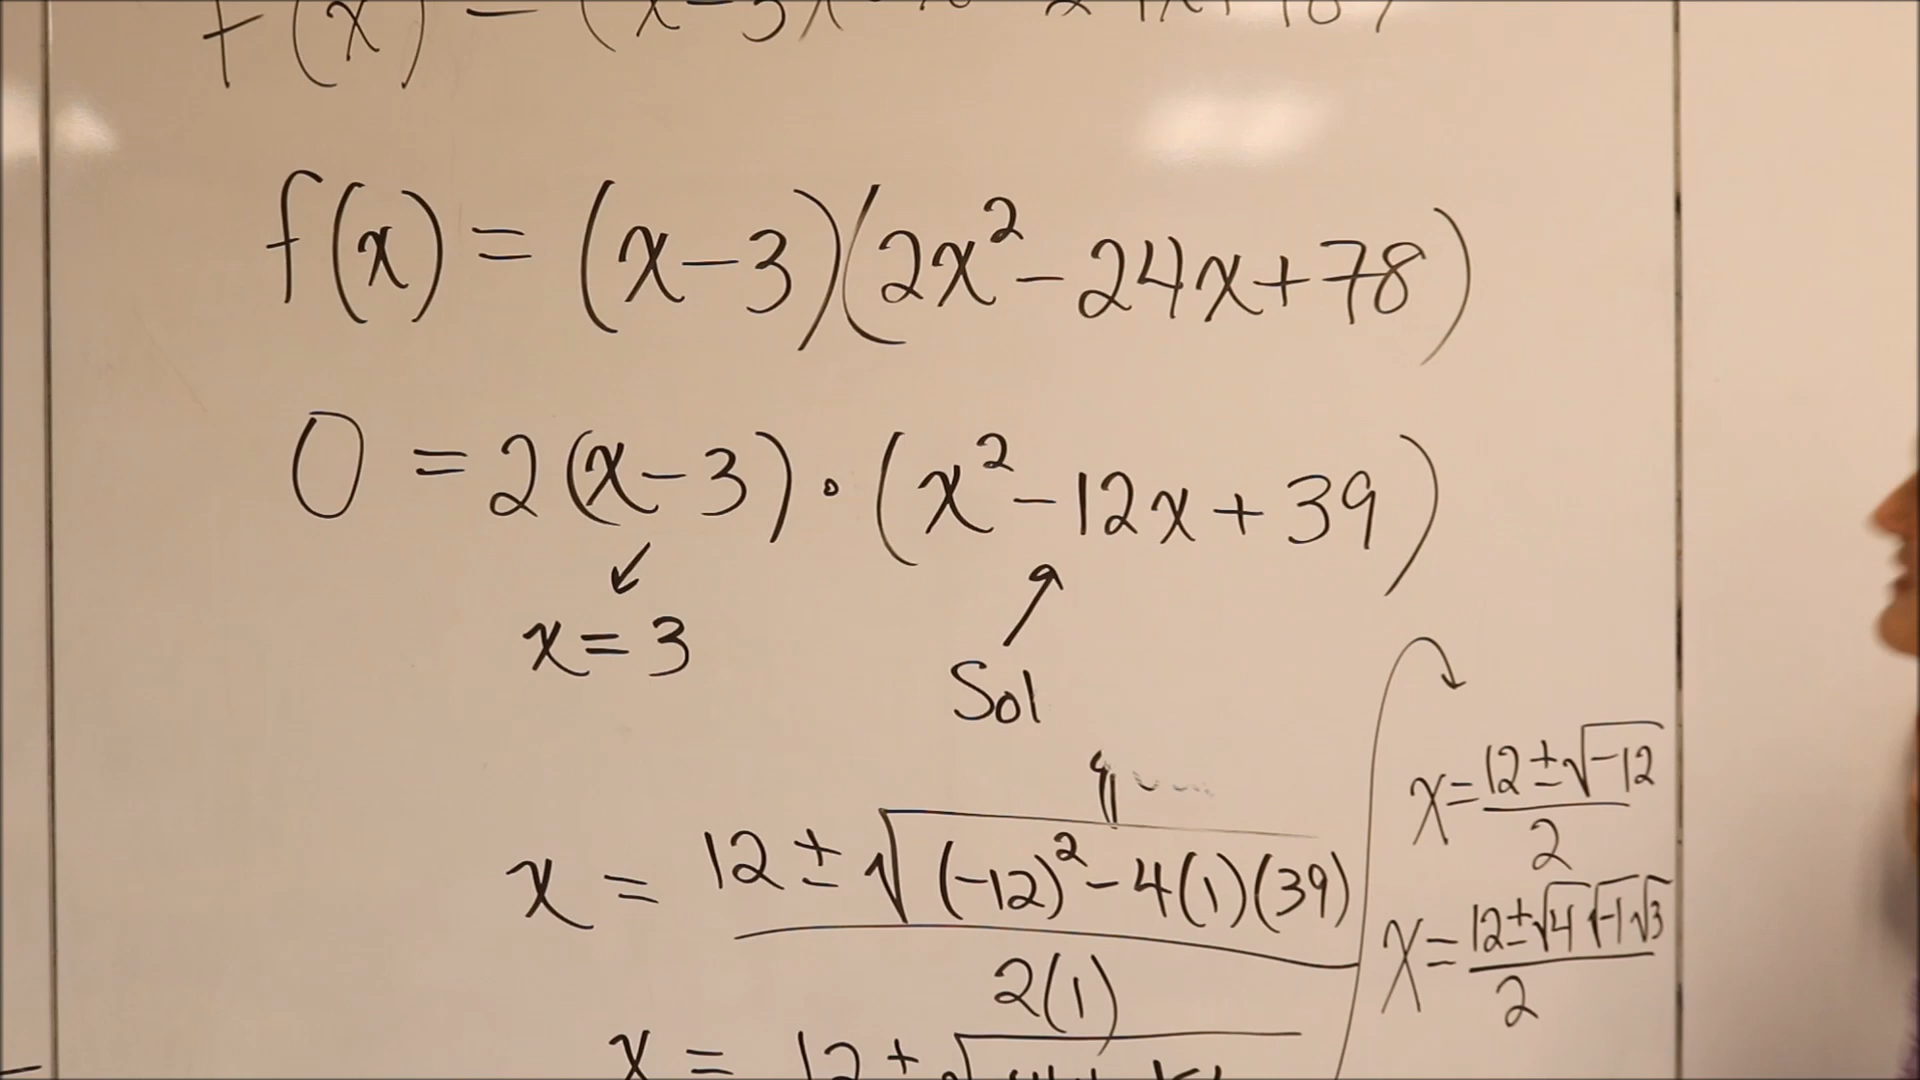 f(x) = (x-3)(2x² - 24x + 78)
0 = 2(x-3) · (x² - 12x + 39)
x = 3
Sol
x = 12 ± √((-12)² - 4(1)(39)) / 2(1)
x = 12 ±
x = 12 ± √-12 / 2
x = 12 ± √4 √-1 √3 / 2